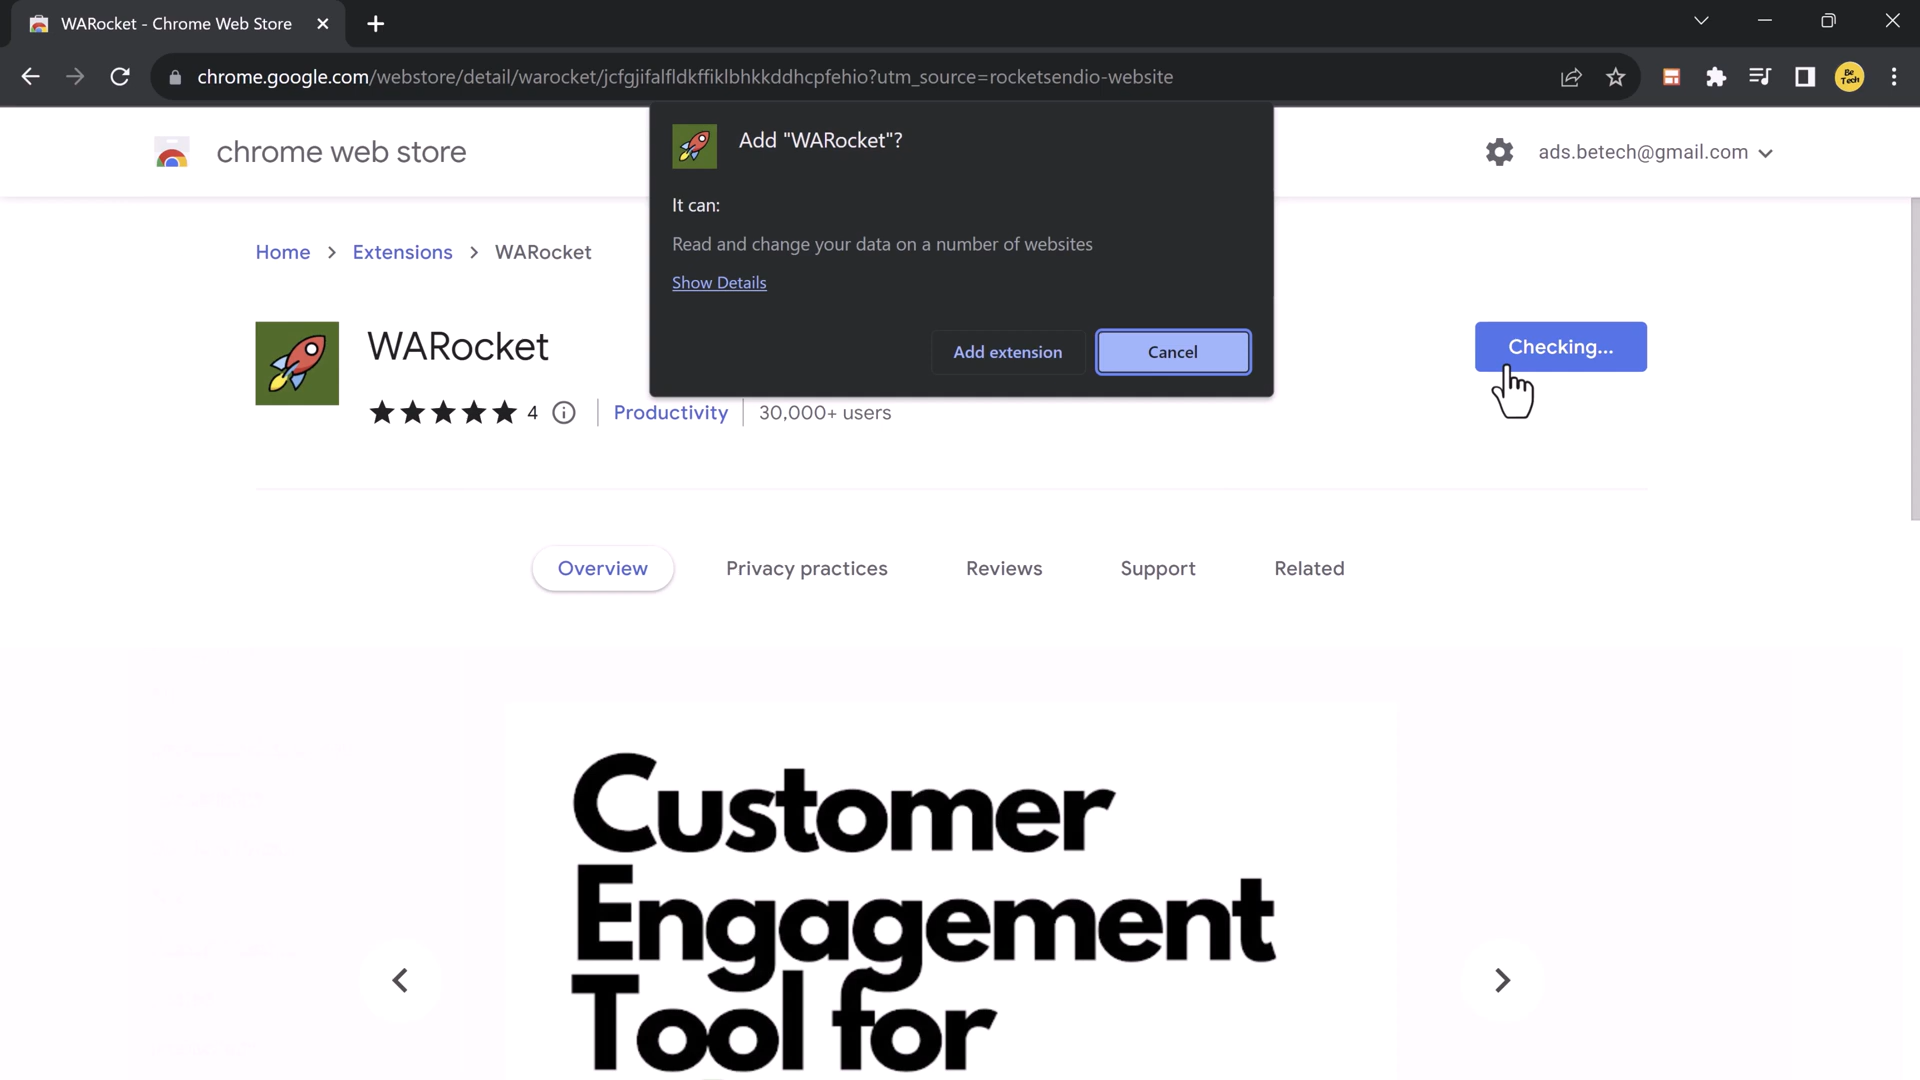 WARocket - Chrome Web Store
chrome.google.com/webstore/detail/warocket/jcfgjifalfldkffiklbhkkddhcpfehio?utm_source=rocketsendio-website
Be
Tech
chrome web store
ads.betech@gmail.com
Add "WARocket"?
It can:
Read and change your data on a number of websites
Show Details
Add extension
Cancel
Home > Extensions > WARocket
WARocket
Checking...
4
Productivity
30,000+ users
Overview
Privacy practices
Reviews
Support
Related
Customer
Engagement
Tool for